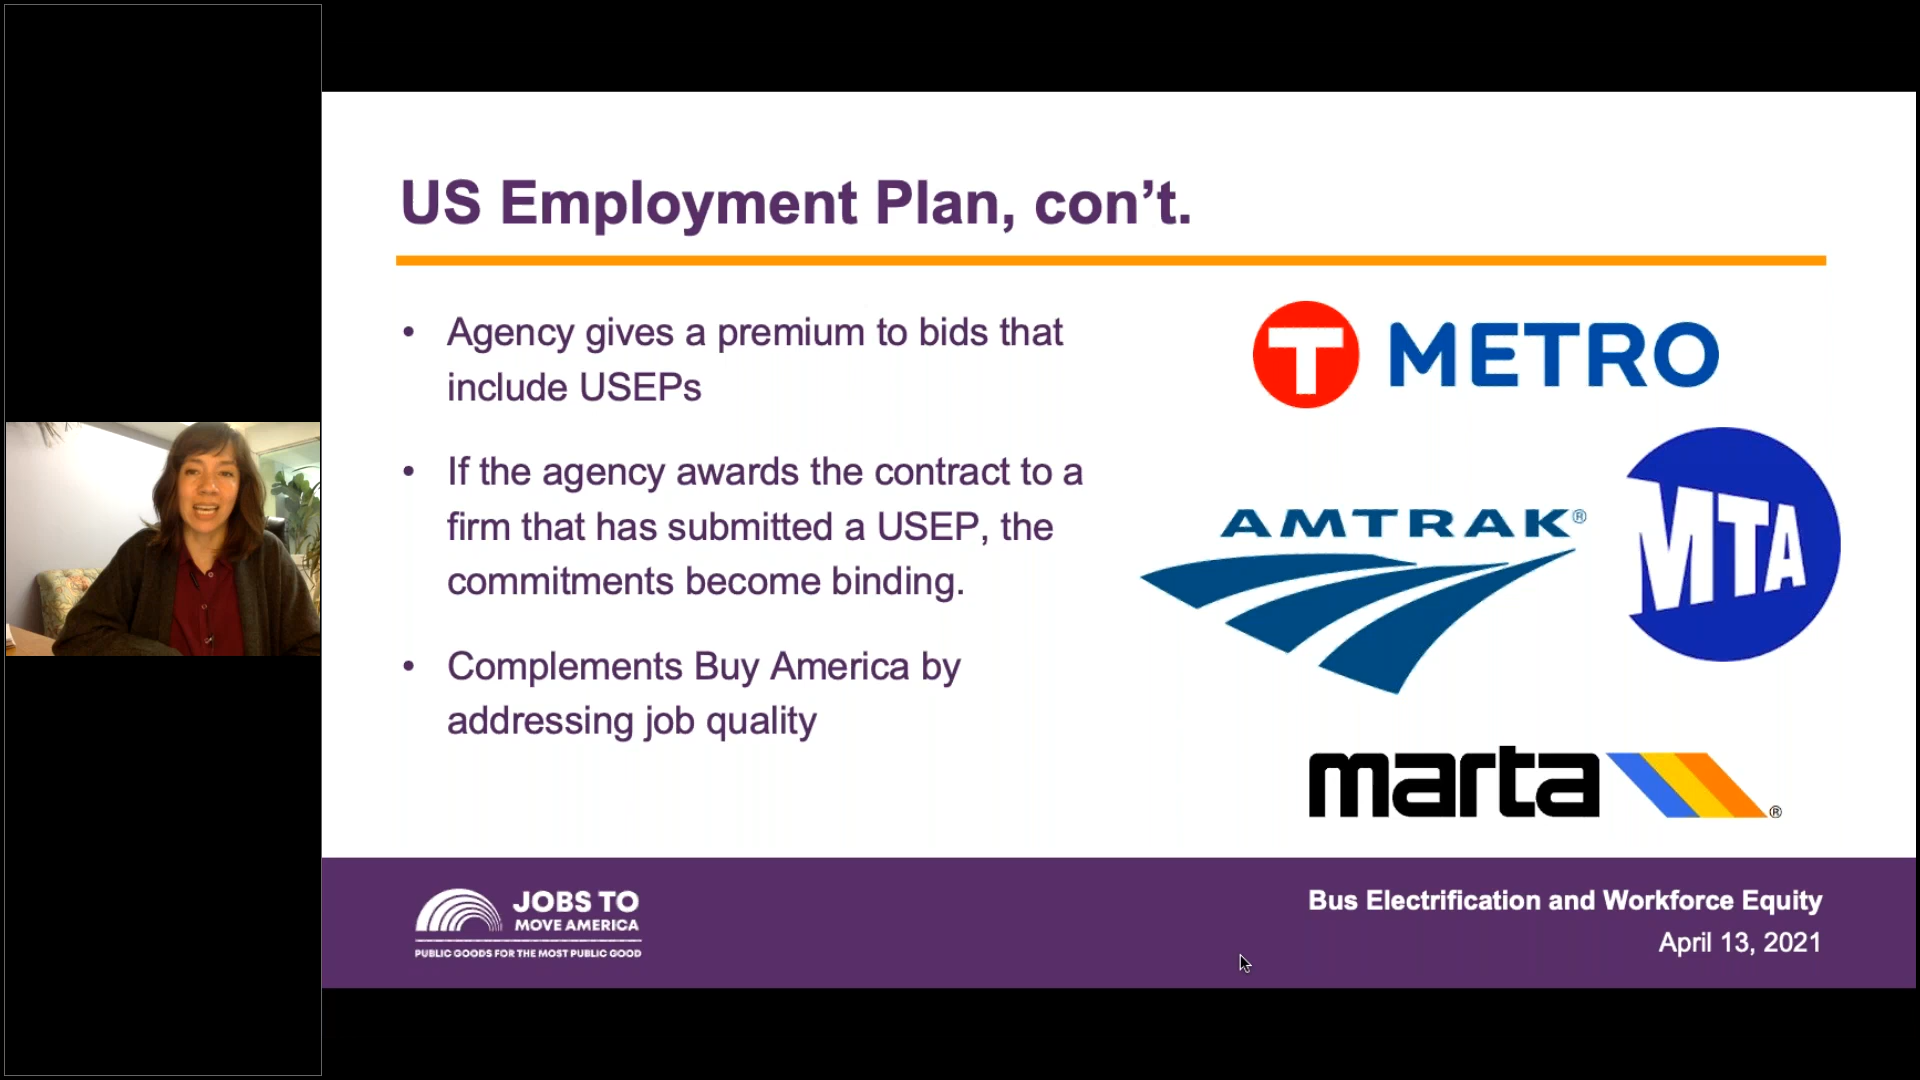 US Employment Plan, con’t.
• Agency gives a premium to bids that
include USEPs
• If the agency awards the contract to a
firm that has submitted a USEP, the
commitments become binding.
• Complements Buy America by
addressing job quality
T METRO
AMTRAK®
MTA
marta ®
JOBS TO
MOVE AMERICA
PUBLIC GOODS FOR THE MOST PUBLIC GOOD
Bus Electrification and Workforce Equity
April 13, 2021